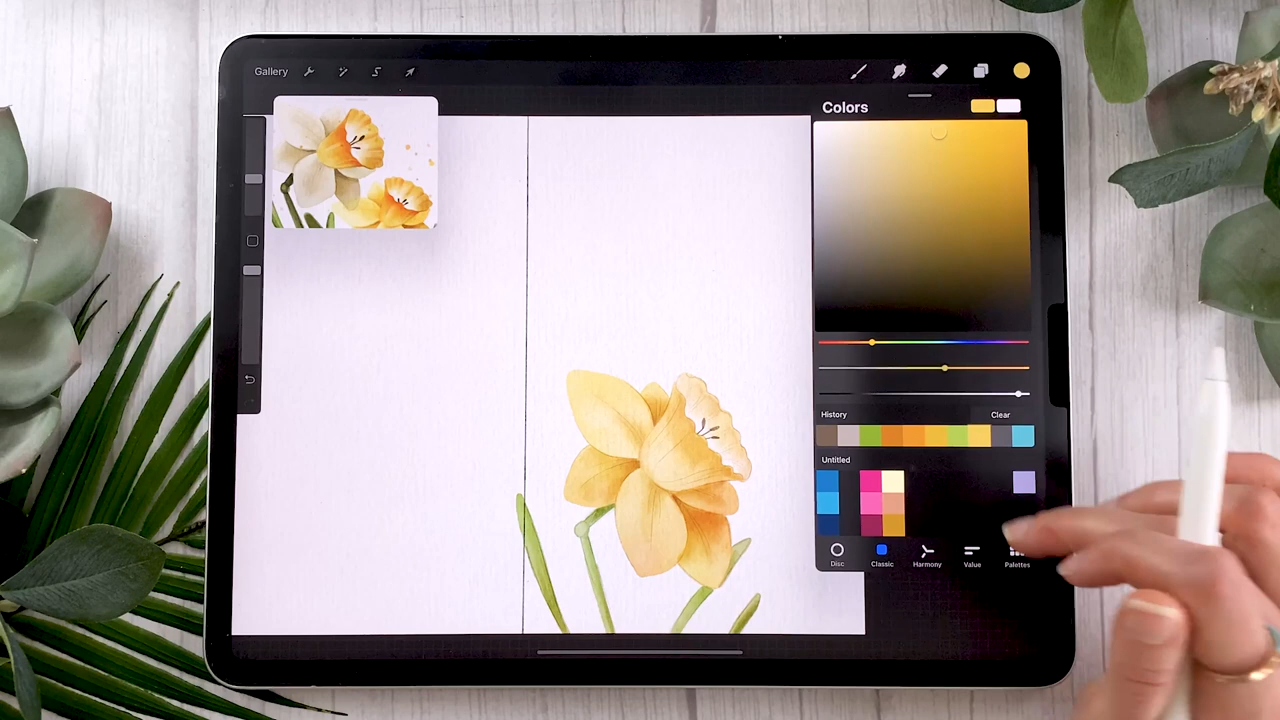 Gallery
Colors
History Clear
Untitled
Disc Classic Harmony Value Palettes